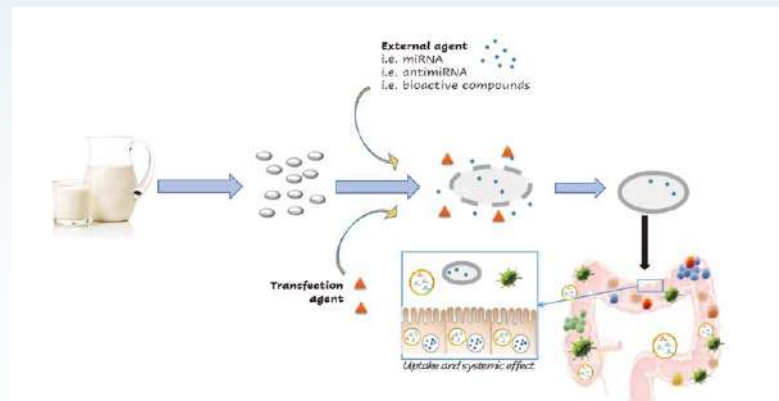 External agent
i.e. miRNA
i.e. antimiRNA
i.e. bioactive compounds
Transfection
agent
Uptake and systemic effect